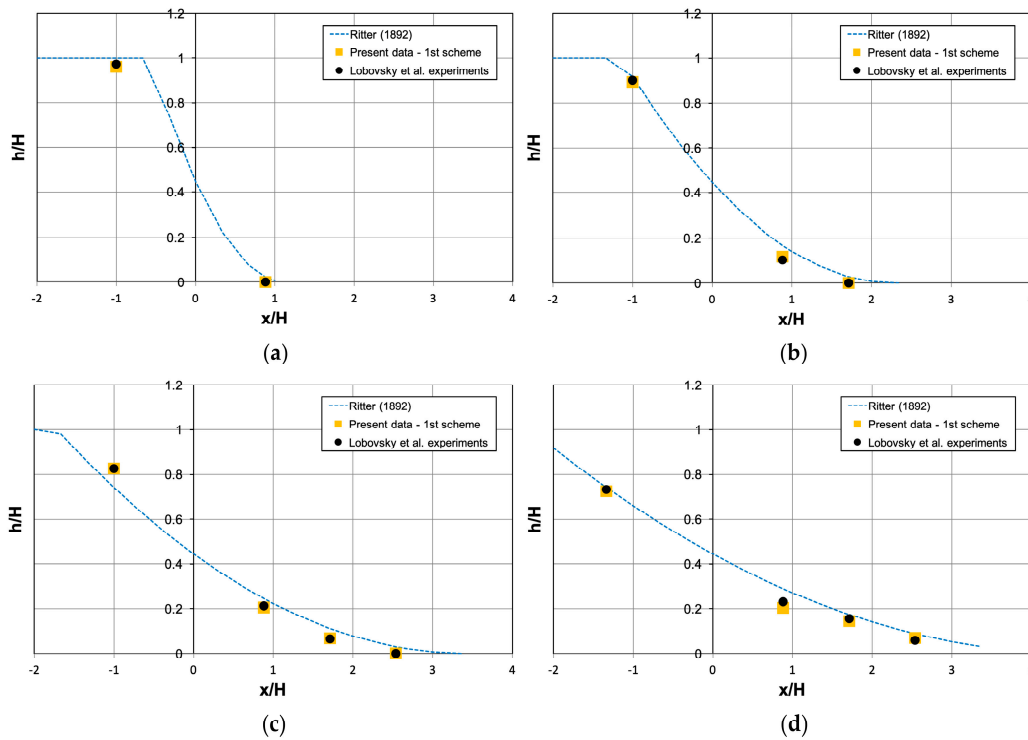 1.2
1
0.8
0.6
0.4
0.2
0
-2 -1 0 1 2 3 4
h/H
x/H
Ritter (1892)
Present data - 1st scheme
Lobovsky et al. experiments
(a)
1.2
1
0.8
0.6
0.4
0.2
0
-2 -1 0 1 2 3
h/H
x/H
Ritter (1892)
Present data - 1st scheme
Lobovsky et al. experiments
(b)
1.2
1
0.8
0.6
0.4
0.2
0
-2 -1 0 1 2 3 4
h/H
x/H
Ritter (1892)
Present data - 1st scheme
Lobovsky et al. experiments
(c)
1.2
1
0.8
0.6
0.4
0.2
0
-2 -1 0 1 2 3
h/H
x/H
Ritter (1892)
Present data - 1st scheme
Lobovsky et al. experiments
(d)